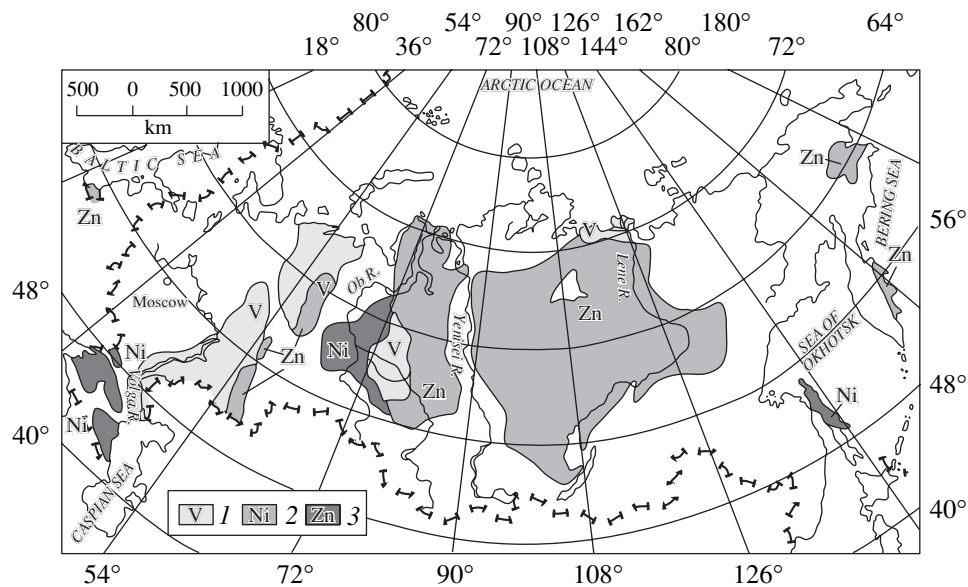 80° 54° 90° 126° 162° 180° 64°
18° 36° 72° 108° 144° 80° 72°
500 0 500 1000
km
ARCTIC OCEAN
BALTIC SEA
Zn
Zn
BERING SEA
56°
V
Zn
48°
Moscow
V
V
Ob R.
Lene R.
Zn
SEA OF
OKHOTSK
Ni
Zn
Ni
V
Yenisei R.
Zn
48°
Volga R.
Ni
Ni
40°
CASPIAN SEA
V 1 Ni 2 Zn 3
40°
54° 72° 90° 108° 126°